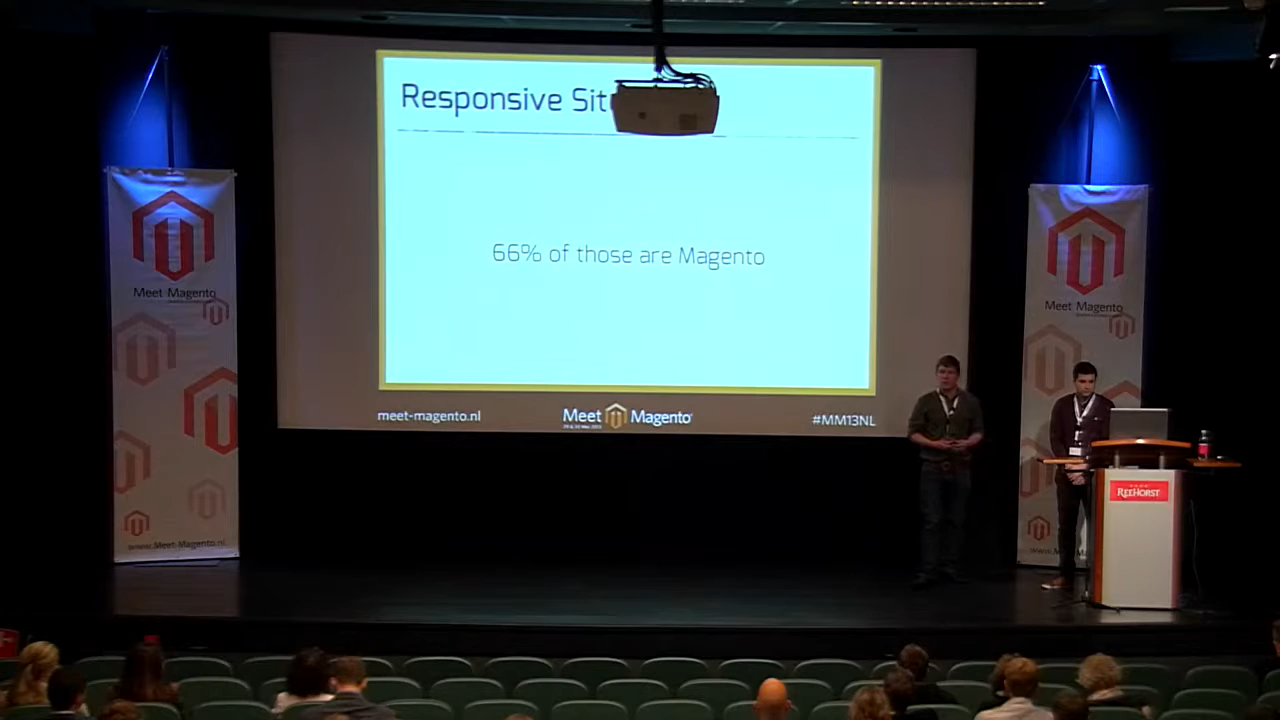 Responsive Sit
66% of those are Magento
meet-magento.nl
Meet Magento
#MM13NL
Meet Magento
www.Meet-Magento.nl
Meet Magento
REEHORST